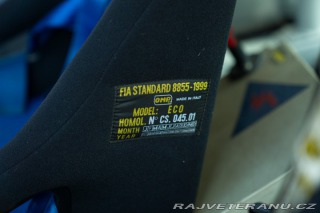 FIA STANDARD 8855-1999
OMP MADE IN ITALY
MODEL: ECO
HOMOL. N° CS. 045.01
MONTH
YEAR
RAJVETERANU.CZ